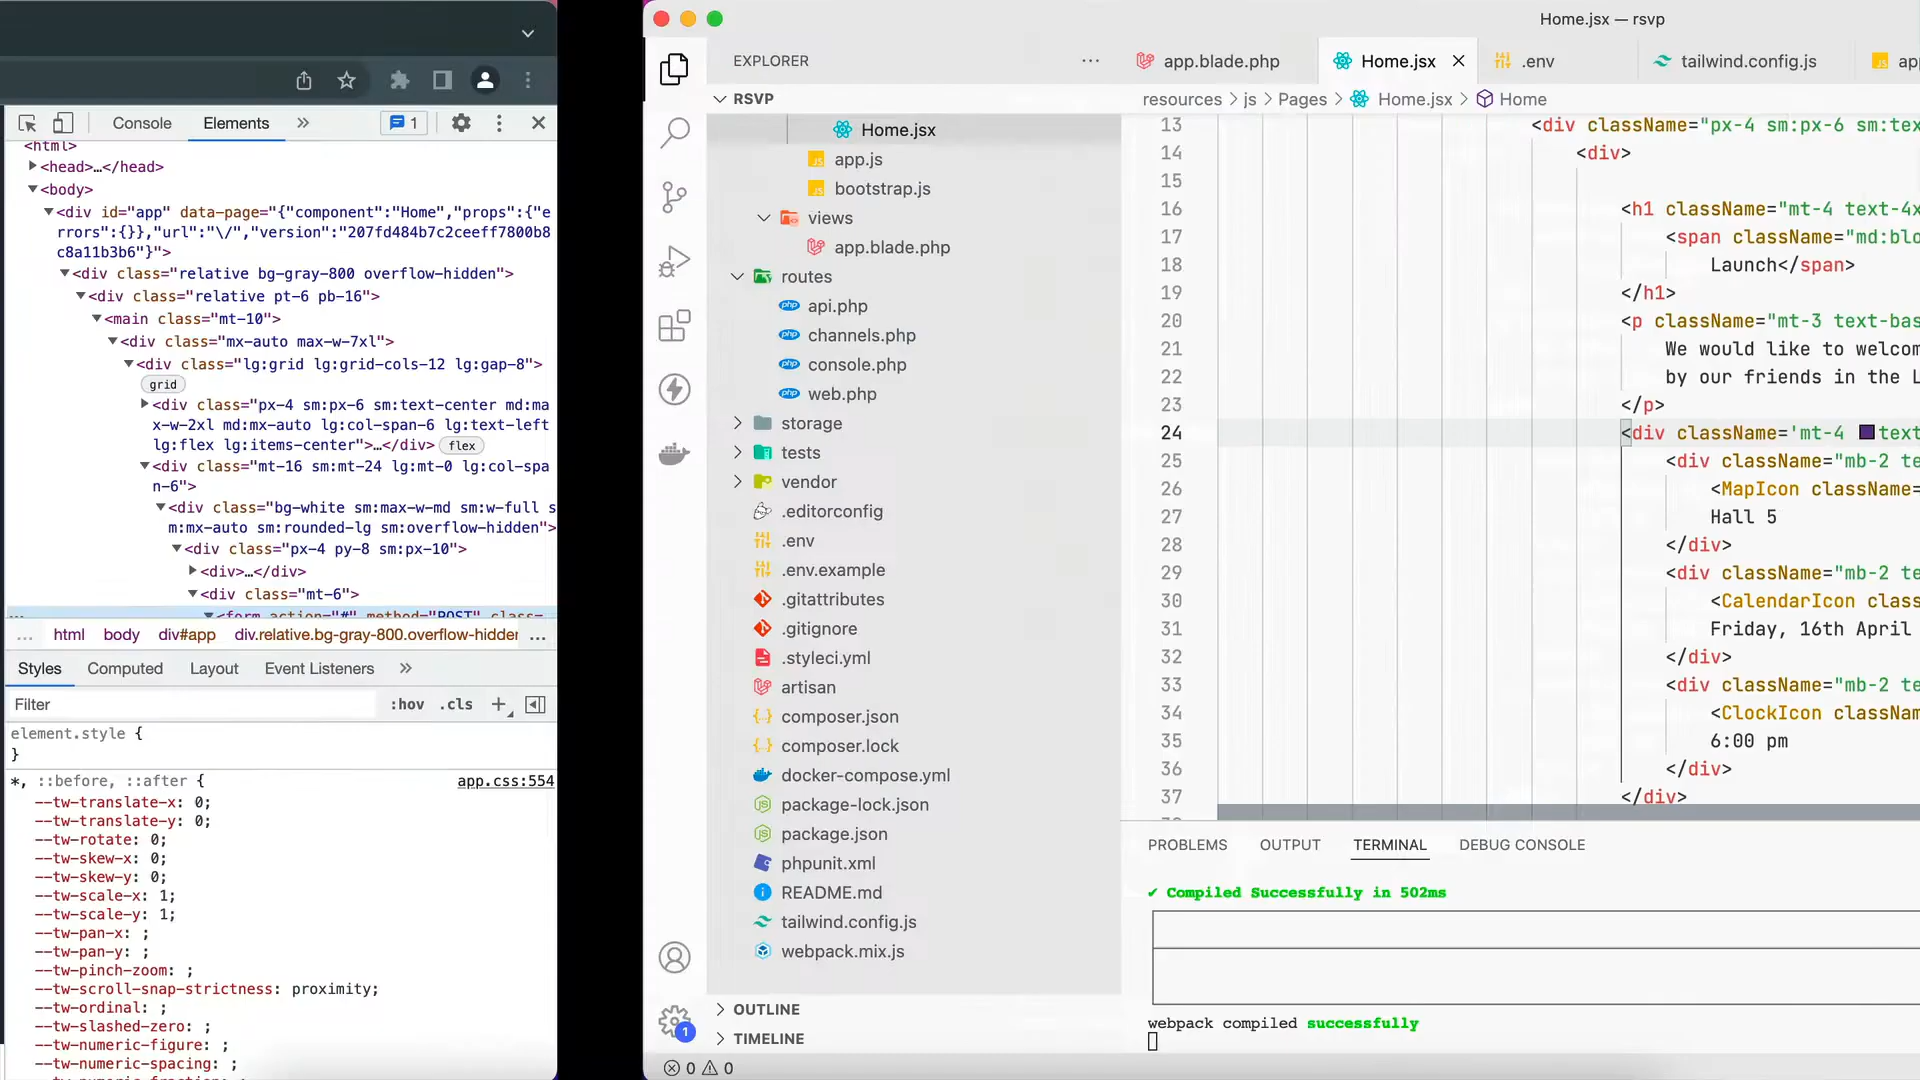 Console
Elements
1
<html>
<head>…</head>
<body>
<div id="app" data-page="{"component":"Home","props":{"e
rrors":{}},"url":"\/","version":"207fd484b7c2ceeff7800b8
c8a11b3b6"}">
<div class="relative bg-gray-800 overflow-hidden">
<div class="relative pt-6 pb-16">
<main class="mt-10">
<div class="mx-auto max-w-7xl">
<div class="lg:grid lg:grid-cols-12 lg:gap-8">
grid
<div class="px-4 sm:px-6 sm:text-center md:ma
x-w-2xl md:mx-auto lg:col-span-6 lg:text-left
lg:flex lg:items-center">…</div> flex
<div class="mt-16 sm:mt-24 lg:mt-0 lg:col-spa
n-6">
<div class="bg-white sm:max-w-md sm:w-full s
m:mx-auto sm:rounded-lg sm:overflow-hidden">
<div class="px-4 py-8 sm:px-10">
<div>…</div>
<div class="mt-6">
<form action="#" method="POST" class=
… html body div#app div.relative.bg-gray-800.overflow-hidden …
Styles Computed Layout Event Listeners
Filter :hov .cls
element.style {
}
*, ::before, ::after { app.css:554
--tw-translate-x: 0;
--tw-translate-y: 0;
--tw-rotate: 0;
--tw-skew-x: 0;
--tw-skew-y: 0;
--tw-scale-x: 1;
--tw-scale-y: 1;
--tw-pan-x: ;
--tw-pan-y: ;
--tw-pinch-zoom: ;
--tw-scroll-snap-strictness: proximity;
--tw-ordinal: ;
--tw-slashed-zero: ;
--tw-numeric-figure: ;
--tw-numeric-spacing: ;
--tw-numeric-fraction: ;
Home.jsx — rsvp
EXPLORER
RSVP
Home.jsx
app.js
bootstrap.js
views
app.blade.php
routes
api.php
channels.php
console.php
web.php
storage
tests
vendor
.editorconfig
.env
.env.example
.gitattributes
.gitignore
.styleci.yml
artisan
composer.json
composer.lock
docker-compose.yml
package-lock.json
package.json
phpunit.xml
README.md
tailwind.config.js
webpack.mix.js
OUTLINE
TIMELINE
1
0 0
app.blade.php Home.jsx .env tailwind.config.js app
resources > js > Pages > Home.jsx > Home
13 <div className="px-4 sm:px-6 sm:tex
14 <div>
15
16 <h1 className="mt-4 text-4x
17 <span className="md:blo
18 Launch</span>
19 </h1>
20 <p className="mt-3 text-bas
21 We would like to welcom
22 by our friends in the L
23 </p>
24 <div className='mt-4 text
25 <div className="mb-2 te
26 <MapIcon className=
27 Hall 5
28 </div>
29 <div className="mb-2 te
30 <CalendarIcon class
31 Friday, 16th April
32 </div>
33 <div className="mb-2 te
34 <ClockIcon classNam
35 6:00 pm
36 </div>
37 </div>
PROBLEMS OUTPUT TERMINAL DEBUG CONSOLE
✔ Compiled Successfully in 502ms
webpack compiled successfully